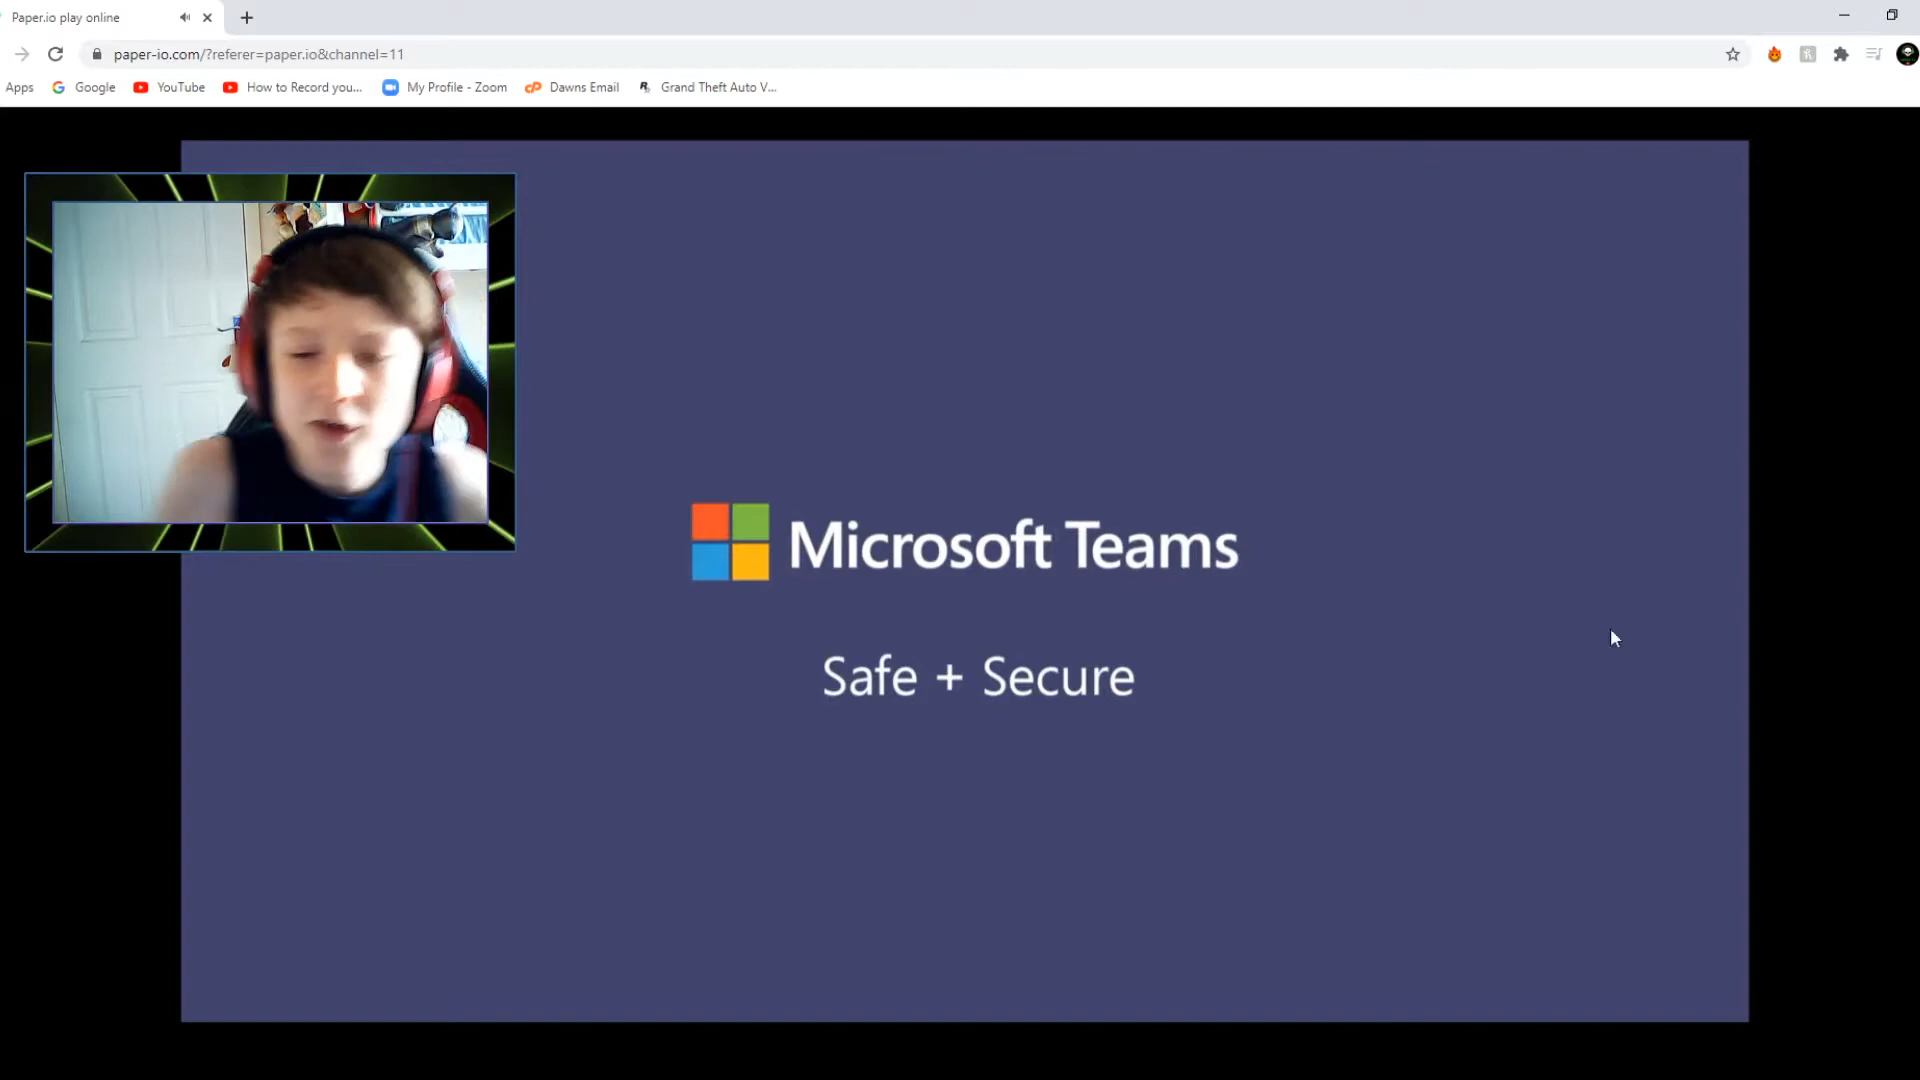 Paper.io play online
paper-io.com/?referer=paper.io&channel=11
Apps Google YouTube How to Record you... My Profile - Zoom Dawns Email Grand Theft Auto V...
Microsoft Teams
Safe + Secure